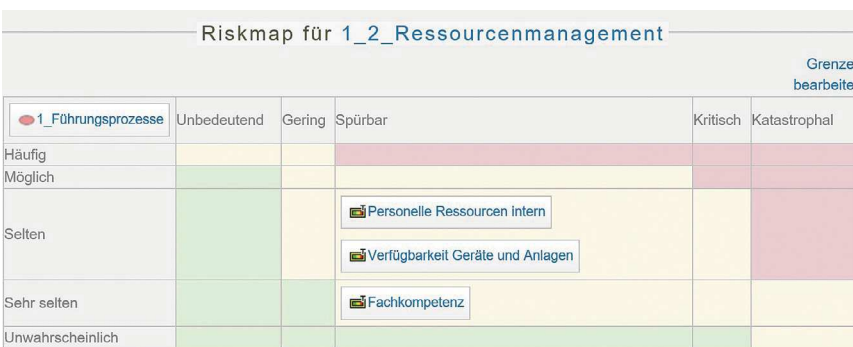 Riskmap für 1_2_Ressourcenmanagement
Grenze
bearbeite
1_Führungsprozesse Unbedeutend Gering Spürbar Kritisch Katastrophal
Häufig
Möglich
Selten
Personelle Ressourcen intern
Verfügbarkeit Geräte und Anlagen
Sehr selten
Fachkompetenz
Unwahrscheinlich